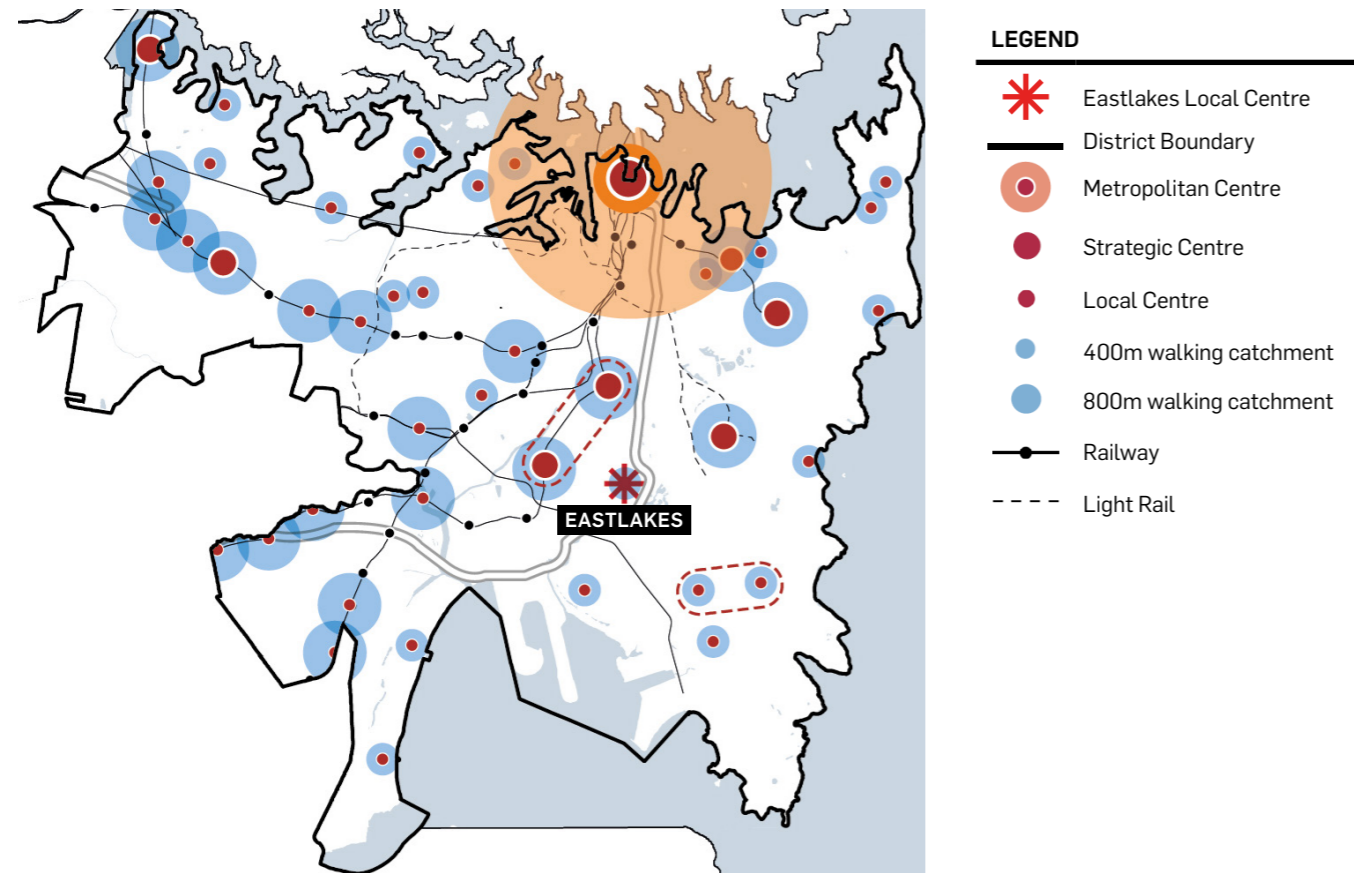 EASTLAKES
LEGEND
Eastlakes Local Centre
District Boundary
Metropolitan Centre
Strategic Centre
Local Centre
400m walking catchment
800m walking catchment
Railway
Light Rail